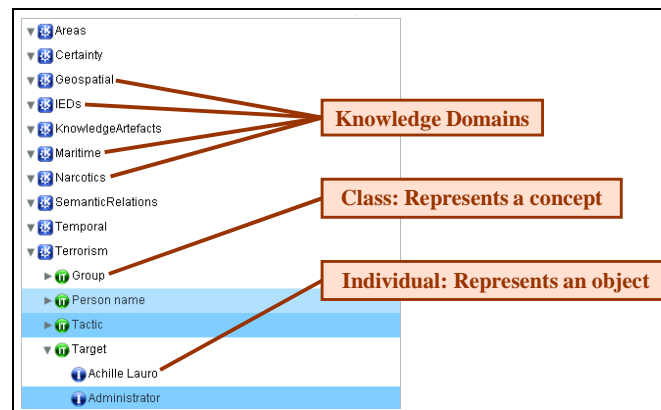 Areas
Certainty
Geospatial
IEDs
KnowledgeArtefacts
Maritime
Narcotics
SemanticRelations
Temporal
Terrorism
Group
Person name
Tactic
Target
Achille Lauro
Administrator
Knowledge Domains
Class: Represents a concept
Individual: Represents an object